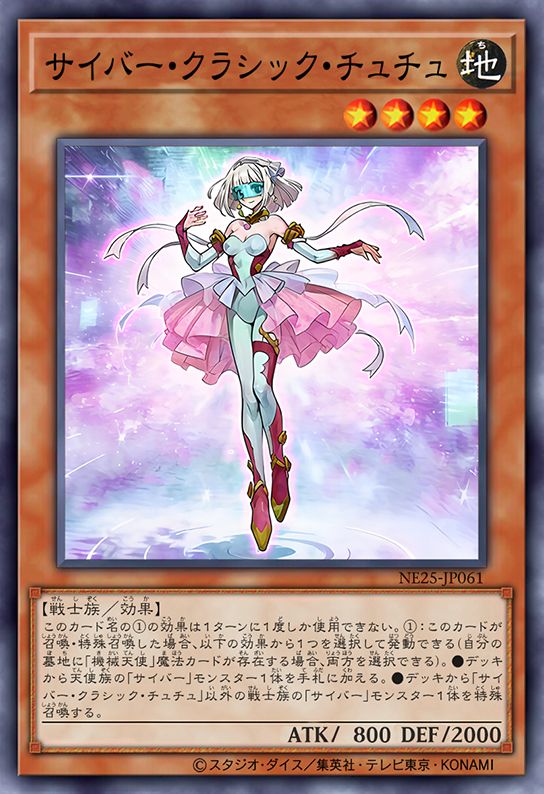 サイバー・クラシック・チュチュ
地
NE25-JP061
【戦士族／効果】
このカード名の①の効果は１ターンに１度しか使用できない。①：このカードが
召喚・特殊召喚した場合、以下の効果から１つを選択して発動できる(自分の
墓地に「機械天使」魔法カードが存在する場合、両方を選択できる)。●デッキ
から天使族の「サイバー」モンスター１体を手札に加える。●デッキから「サイ
バー・クラシック・チュチュ」以外の戦士族の「サイバー」モンスター１体を特殊
召喚する。
ATK/ 800 DEF/2000
©スタジオ・ダイス／集英社・テレビ東京・KONAMI